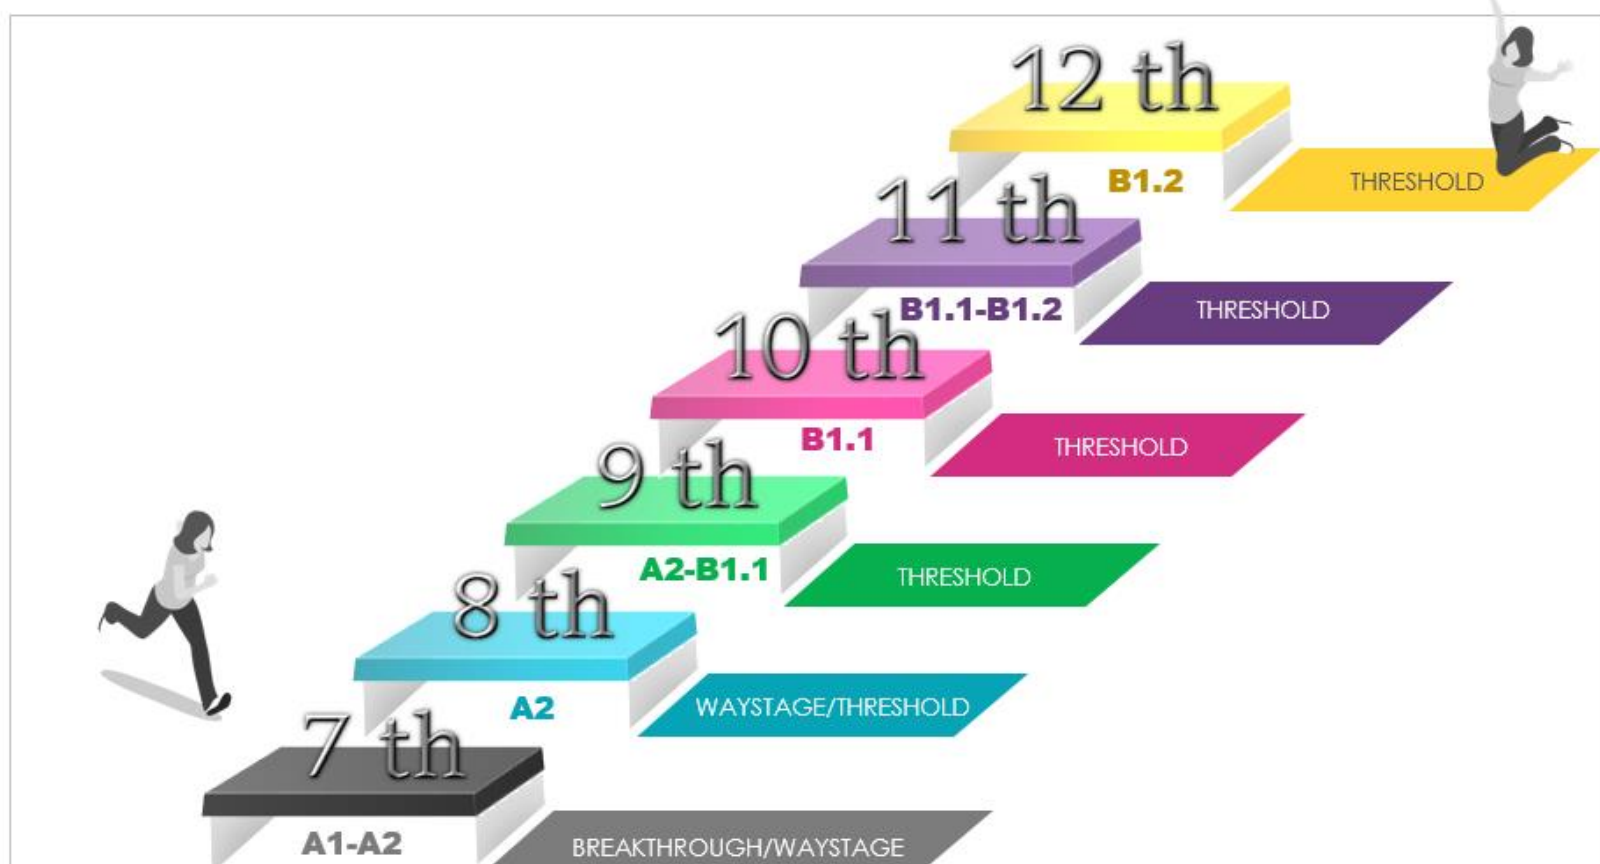 12 th
B1.2
THRESHOLD
11 th
B1.1-B1.2
THRESHOLD
10 th
B1.1
THRESHOLD
9 th
A2-B1.1
THRESHOLD
8 th
A2
WAYSTAGE/THRESHOLD
7 th
A1-A2
BREAKTHROUGH/WAYSTAGE